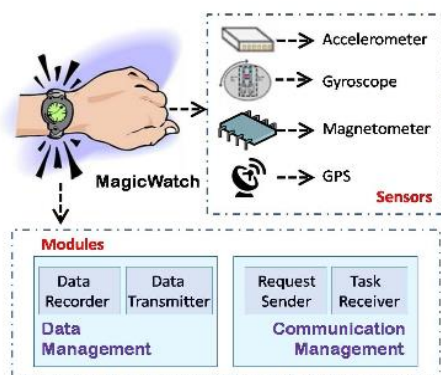 Accelerometer
Gyroscope
Magnetometer
GPS
Sensors
MagicWatch
Modules
Data Recorder
Data Transmitter
Data Management
Request Sender
Task Receiver
Communication Management